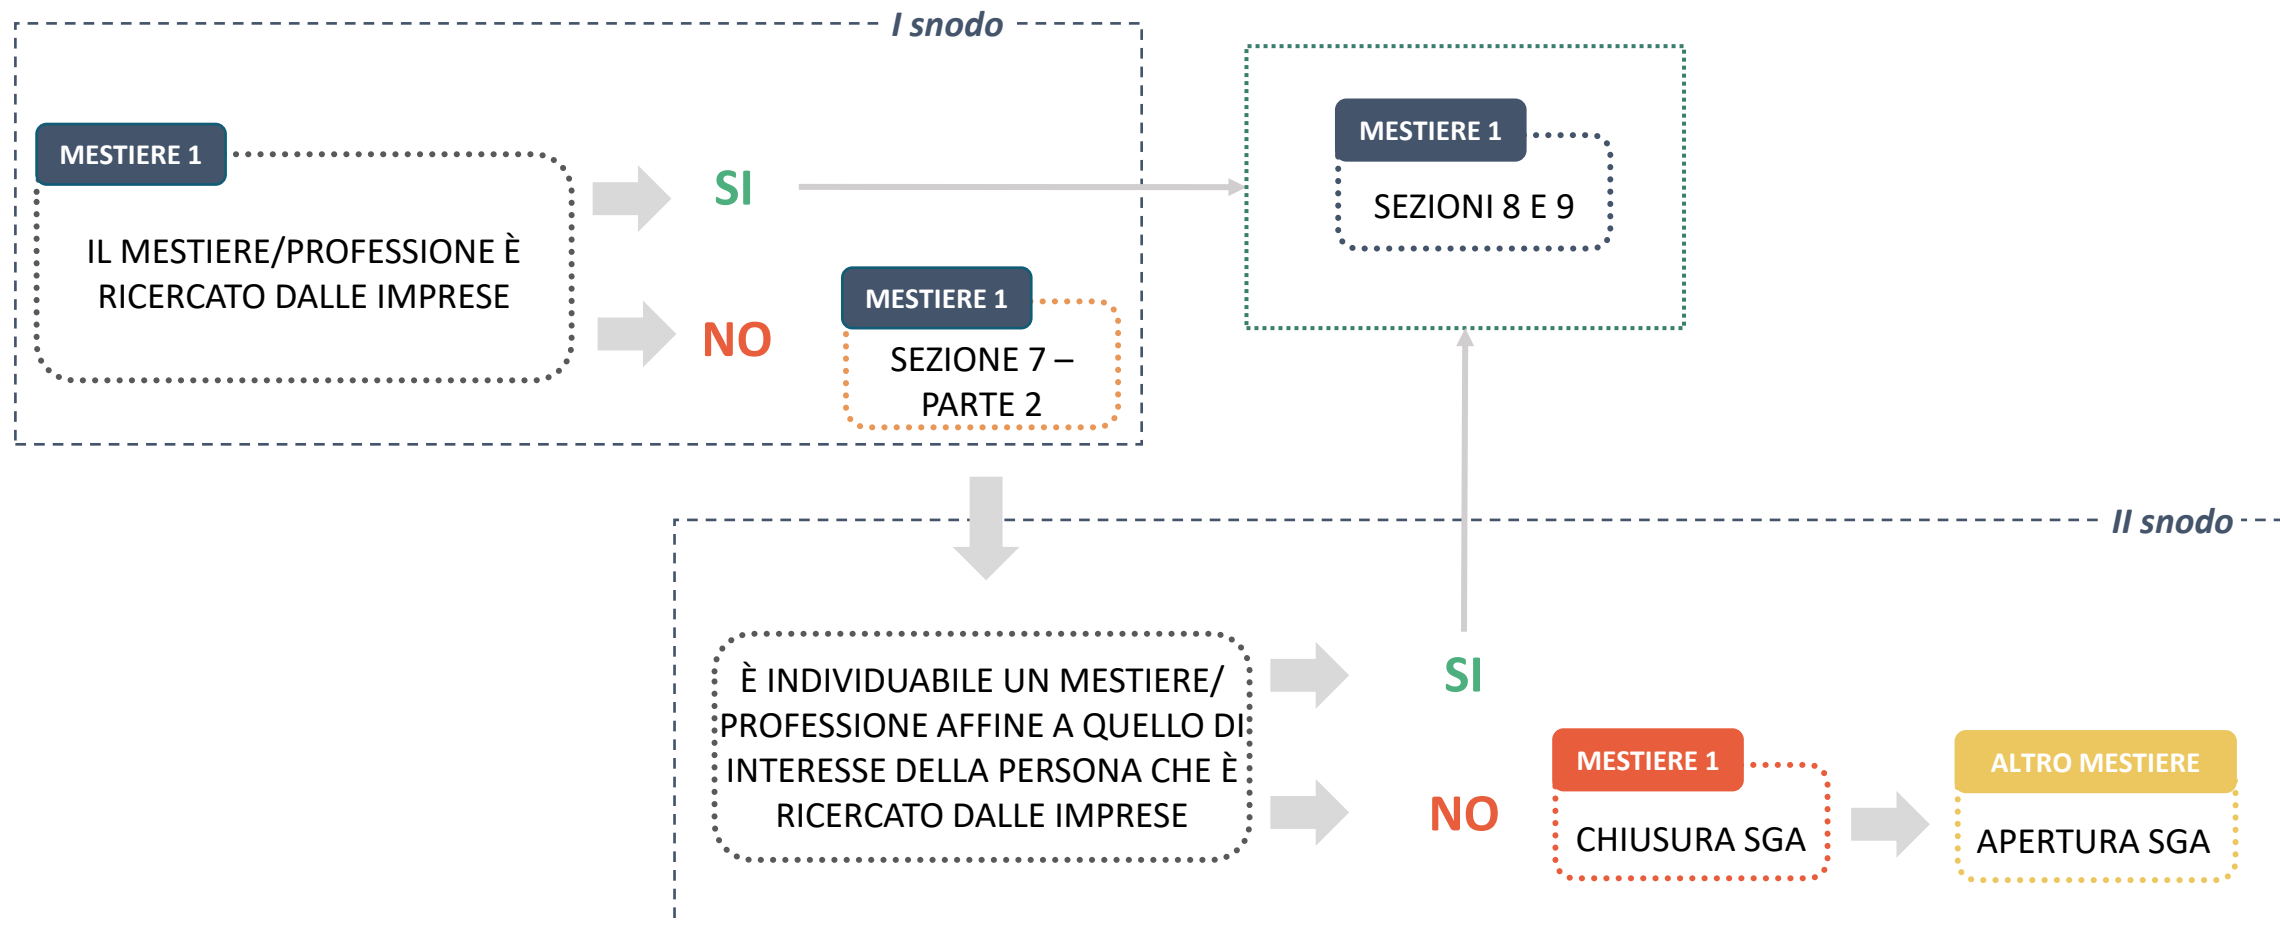 I snodo
MESTIERE 1
IL MESTIERE/PROFESSIONE È
RICERCATO DALLE IMPRESE
SI
NO
MESTIERE 1
SEZIONE 7 –
PARTE 2
MESTIERE 1
SEZIONI 8 E 9
II snodo
È INDIVIDUABILE UN MESTIERE/
PROFESSIONE AFFINE A QUELLO DI
INTERESSE DELLA PERSONA CHE È
RICERCATO DALLE IMPRESE
SI
NO
MESTIERE 1
CHIUSURA SGA
ALTRO MESTIERE
APERTURA SGA